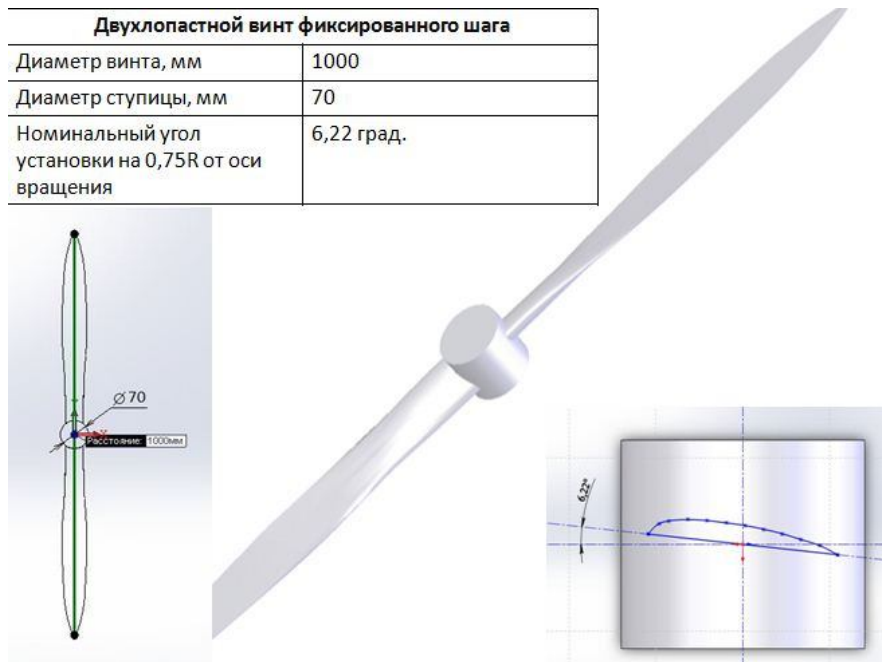 Двухлопастной винт фиксированного шага
Диаметр винта, мм 1000
Диаметр ступицы, мм 70
Номинальный угол 6,22 град.
установки на 0,75R от оси
вращения
⌀70
Расстояние: 1000мм
6,22°